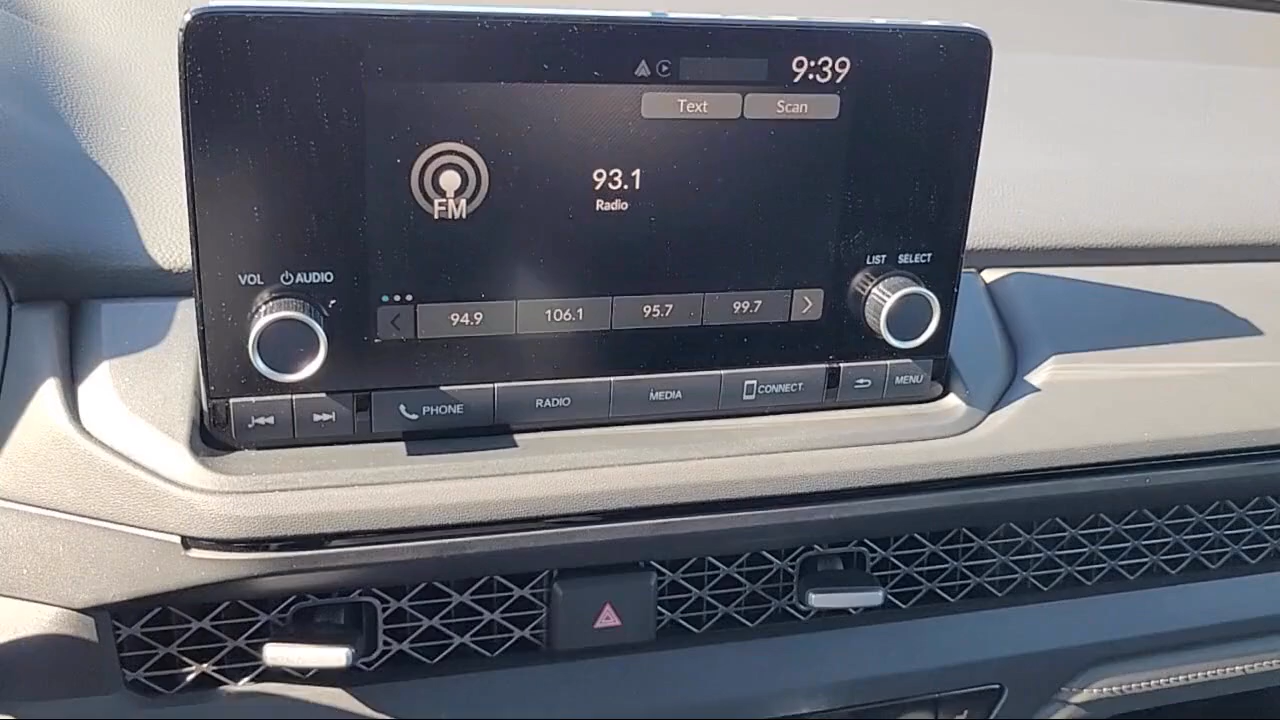 9:39
Text Scan
93.1
FM
Radio
LIST SELECT
VOL AUDIO
94.9 106.1 95.7 99.7
PHONE RADIO MEDIA CONNECT MENU